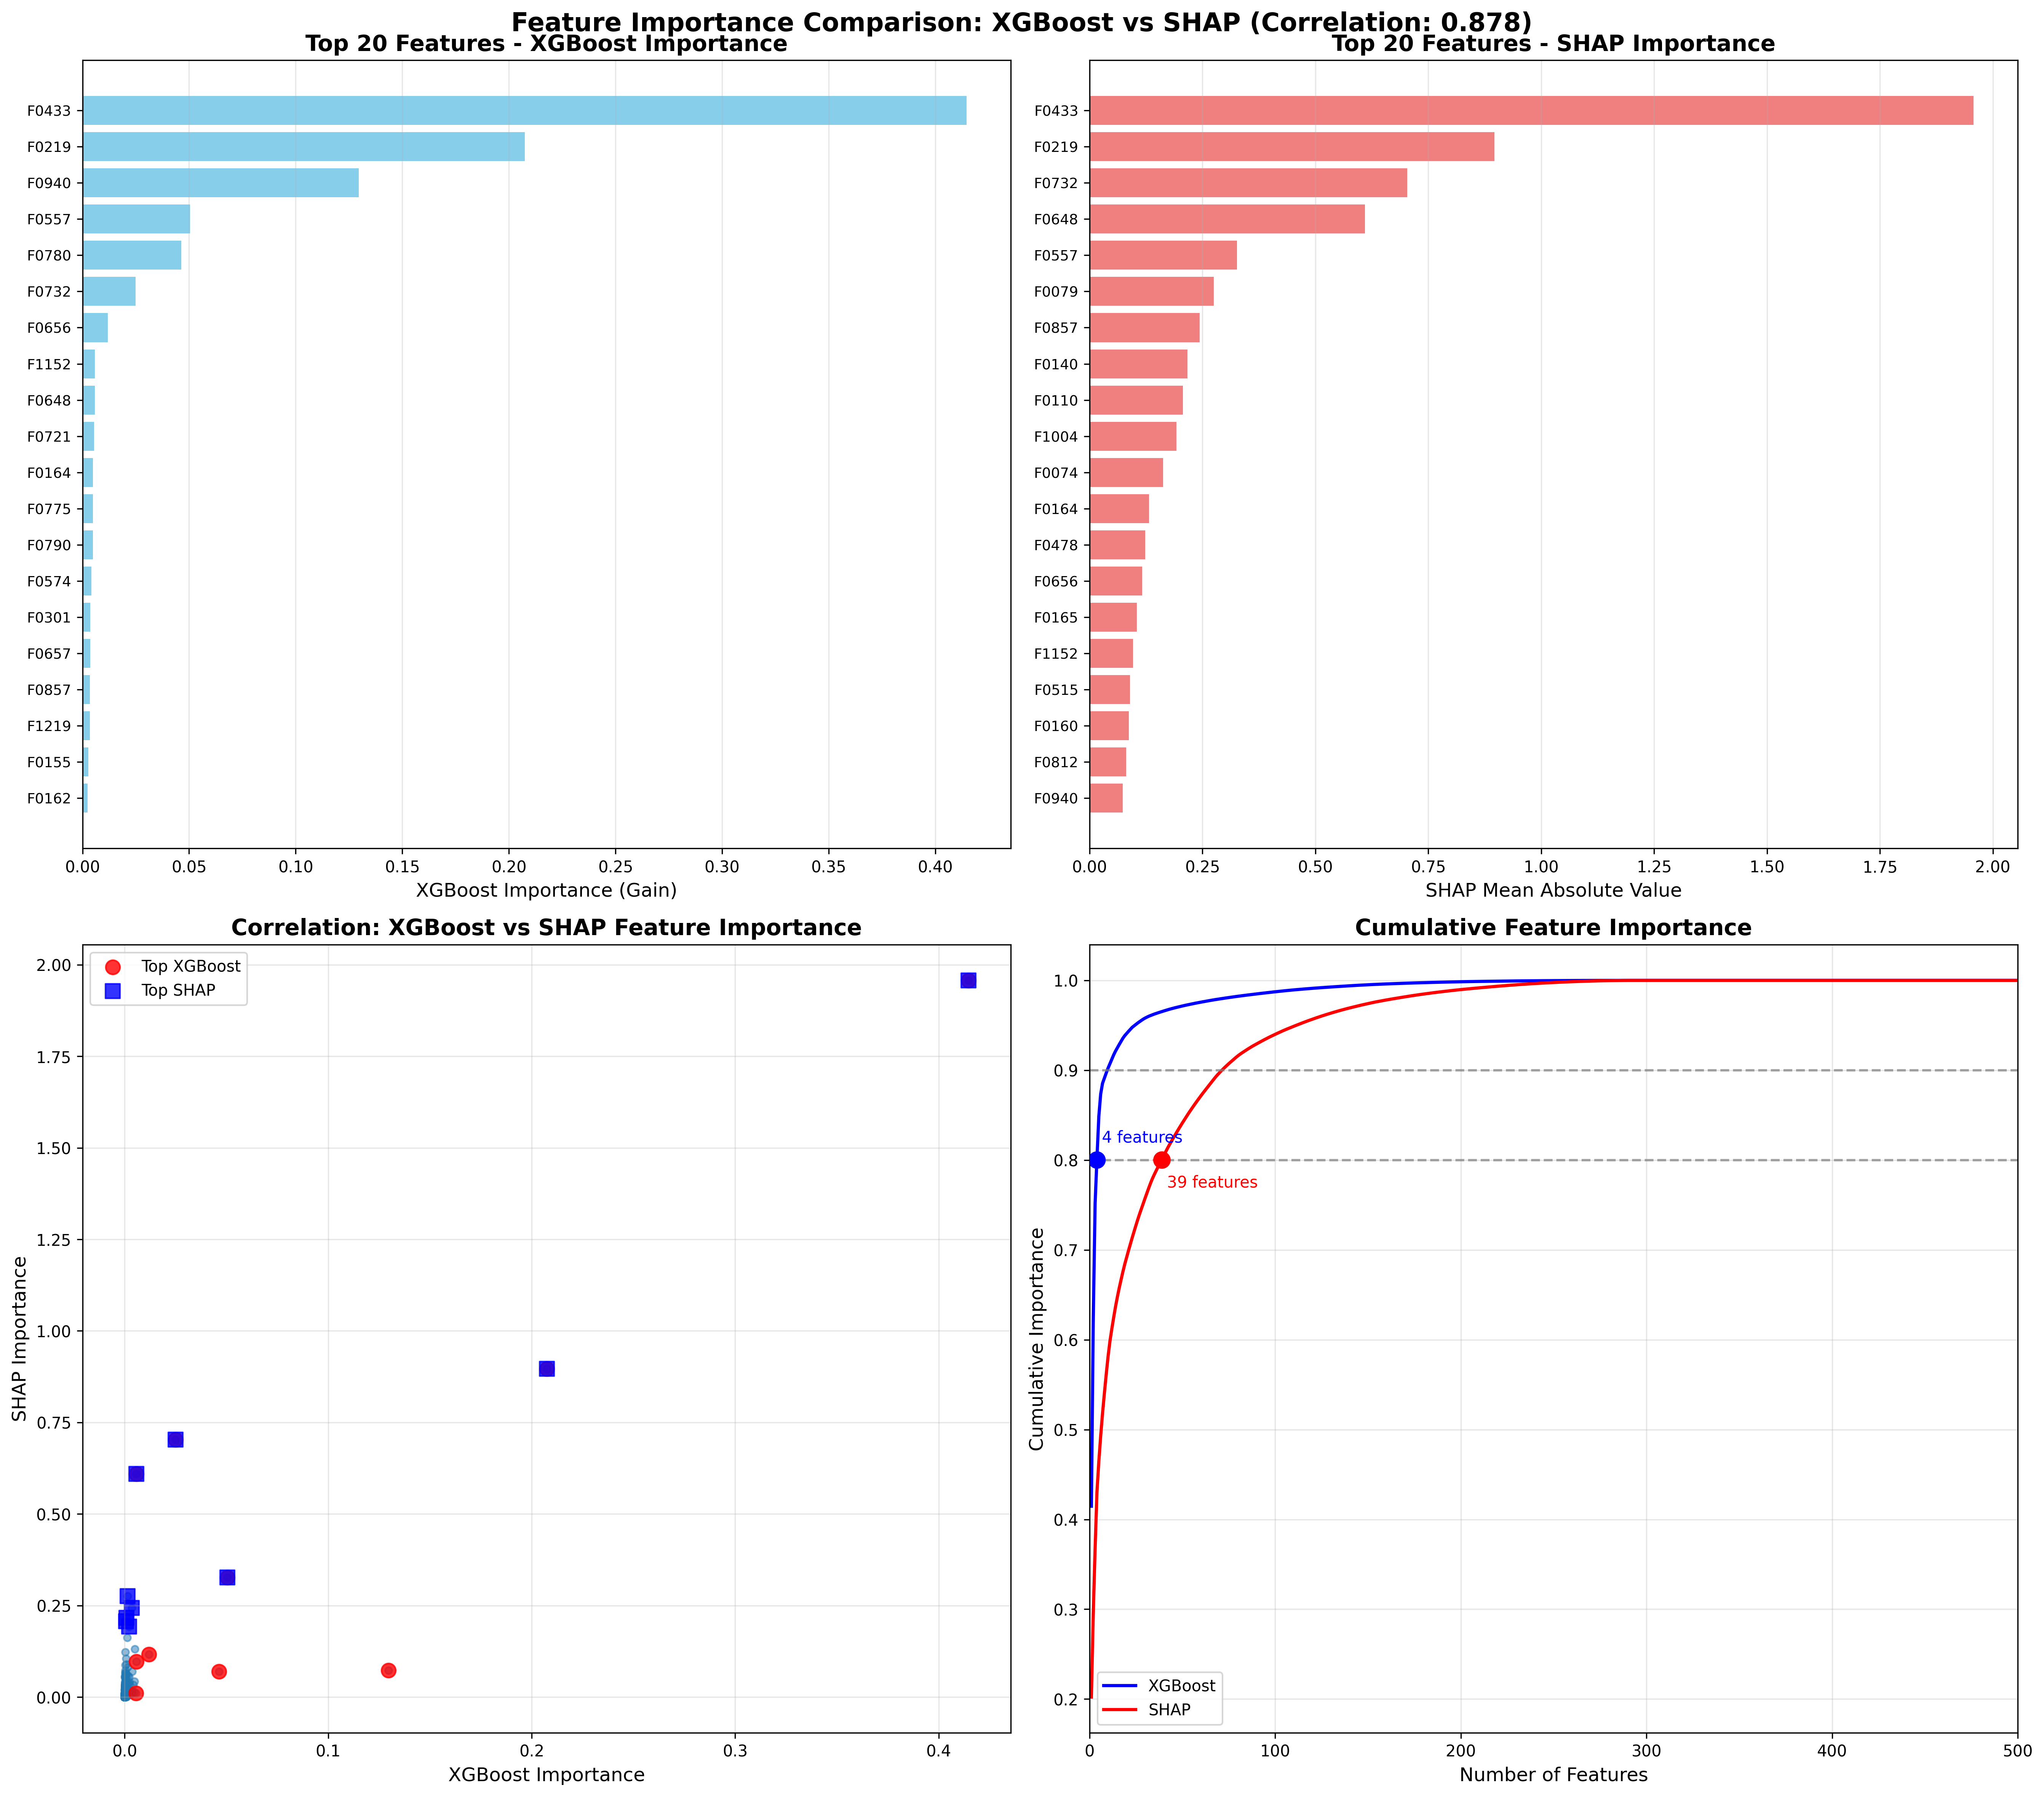 Feature Importance Comparison: XGBoost vs SHAP (Correlation: 0.878)
Top 20 Features - XGBoost Importance
F0433
F0219
F0940
F0557
F0780
F0732
F0656
F1152
F0648
F0721
F0164
F0775
F0790
F0574
F0301
F0657
F0857
F1219
F0155
F0162
0.00 0.05 0.10 0.15 0.20 0.25 0.30 0.35 0.40
XGBoost Importance (Gain)
Top 20 Features - SHAP Importance
F0433
F0219
F0732
F0648
F0557
F0079
F0857
F0140
F0110
F1004
F0074
F0164
F0478
F0656
F0165
F1152
F0515
F0160
F0812
F0940
0.00 0.25 0.50 0.75 1.00 1.25 1.50 1.75 2.00
SHAP Mean Absolute Value
Correlation: XGBoost vs SHAP Feature Importance
Top XGBoost
Top SHAP
SHAP Importance
2.00
1.75
1.50
1.25
1.00
0.75
0.50
0.25
0.00
0.0 0.1 0.2 0.3 0.4
XGBoost Importance
Cumulative Feature Importance
Cumulative Importance
1.0
0.9
0.8
0.7
0.6
0.5
0.4
0.3
0.2
4 features
39 features
XGBoost
SHAP
0 100 200 300 400 500
Number of Features